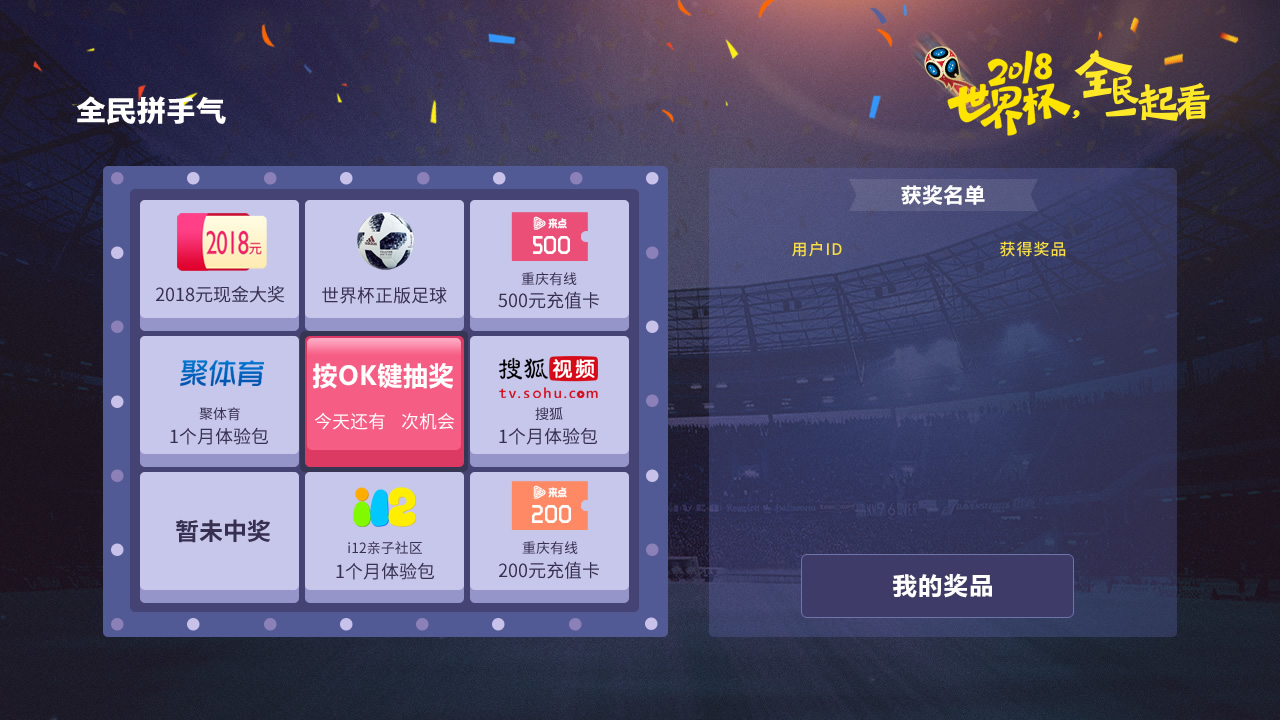 2018
世界杯，全民一起看
全民拼手气
2018元
2018元现金大奖
世界杯正版足球
来点
500
重庆有线
500元充值卡
聚体育
聚体育
1个月体验包
按OK键抽奖
今天还有 次机会
搜狐视频
tv.sohu.com
搜狐
1个月体验包
暂未中奖
i12
i12亲子社区
1个月体验包
来点
200
重庆有线
200元充值卡
获奖名单
用户ID 获得奖品
我的奖品